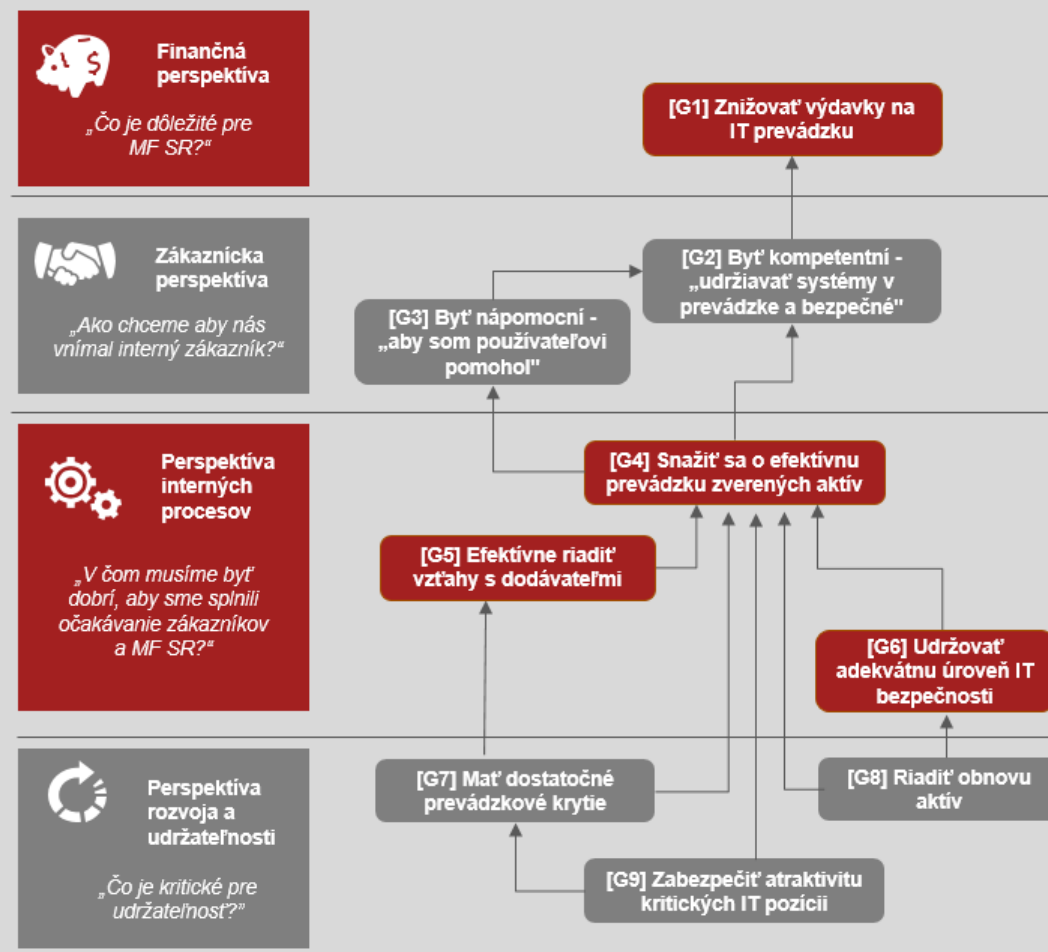 Finančná
perspektíva
„Čo je dôležité pre
MF SR?“
[G1] Znižovať výdavky na
IT prevádzku
Zákaznícka
perspektíva
„Ako chceme aby nás
vnímal interný zákazník?“
[G2] Byť kompetentní -
„udržiavať systémy v
prevádzke a bezpečné"
[G3] Byť nápomocní -
„aby som používateľovi
pomohol"
Perspektíva
interných
procesov
„V čom musíme byť
dobrí, aby sme splnili
očakávanie zákazníkov
a MF SR?“
[G4] Snažiť sa o efektívnu
prevádzku zverených aktív
[G5] Efektívne riadiť
vzťahy s dodávateľmi
[G6] Udržovať
adekvátnu úroveň IT
bezpečnosti
Perspektíva
rozvoja a
udržateľnosti
„Čo je kritické pre
udržateľnosť?”
[G7] Mať dostatočné
prevádzkové krytie
[G8] Riadiť obnovu
aktív
[G9] Zabezpečiť atraktivitu
kritických IT pozícii